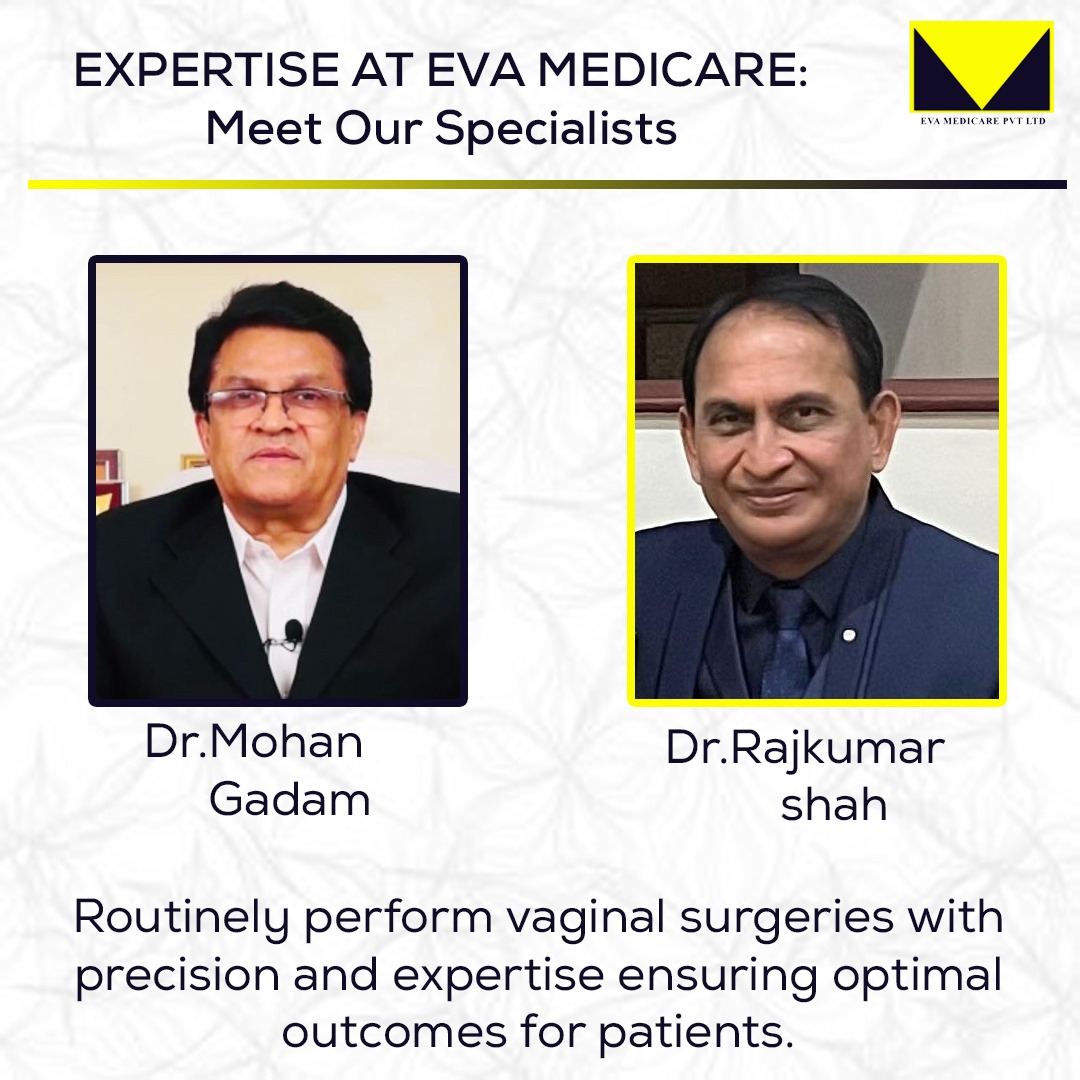 EXPERTISE AT EVA MEDICARE:
Meet Our Specialists
EVA MEDICARE PVT LTD
Dr.Mohan
Gadam
Dr.Rajkumar
shah
Routinely perform vaginal surgeries with
precision and expertise ensuring optimal
outcomes for patients.